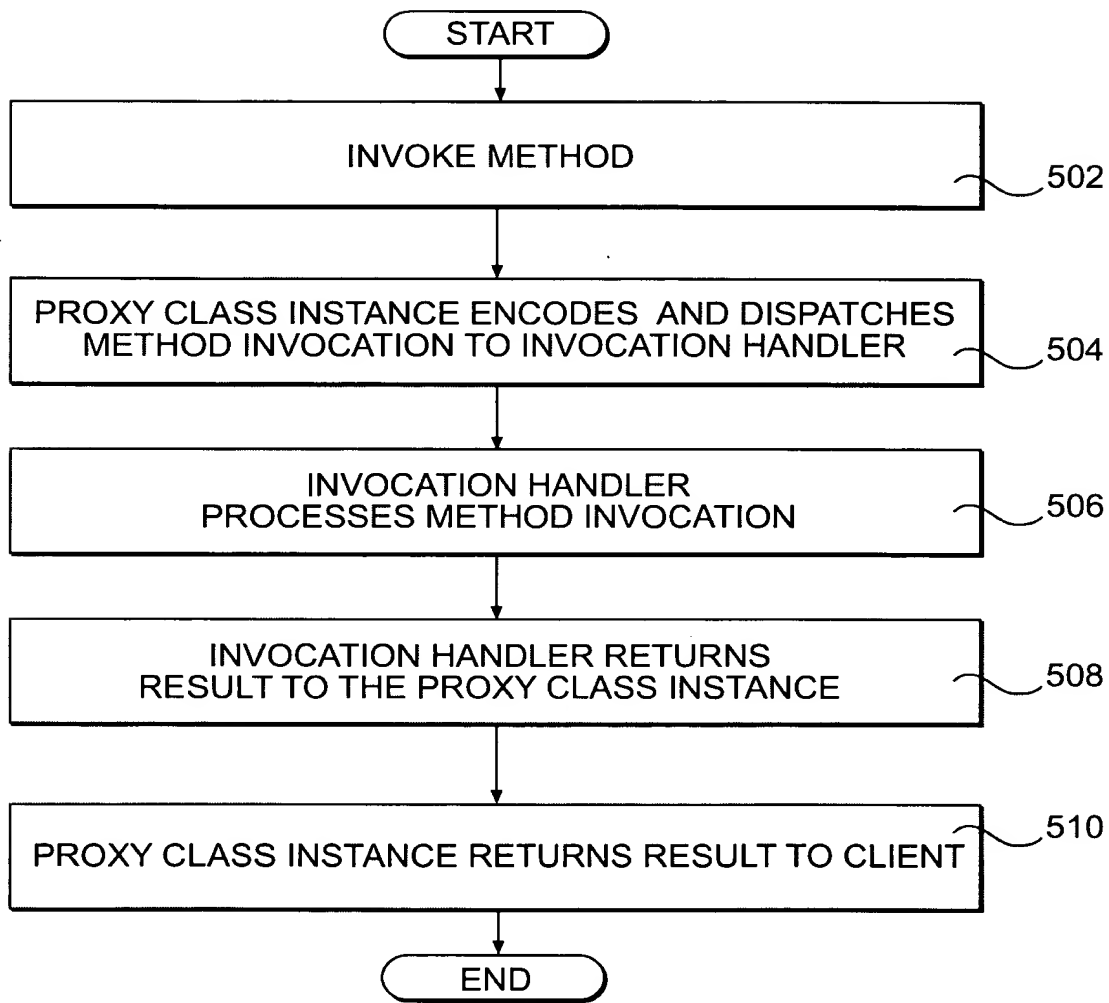 START
INVOKE METHOD
502
PROXY CLASS INSTANCE ENCODES AND DISPATCHES
METHOD INVOCATION TO INVOCATION HANDLER
504
INVOCATION HANDLER
PROCESSES METHOD INVOCATION
506
INVOCATION HANDLER RETURNS
RESULT TO THE PROXY CLASS INSTANCE
508
PROXY CLASS INSTANCE RETURNS RESULT TO CLIENT
510
END